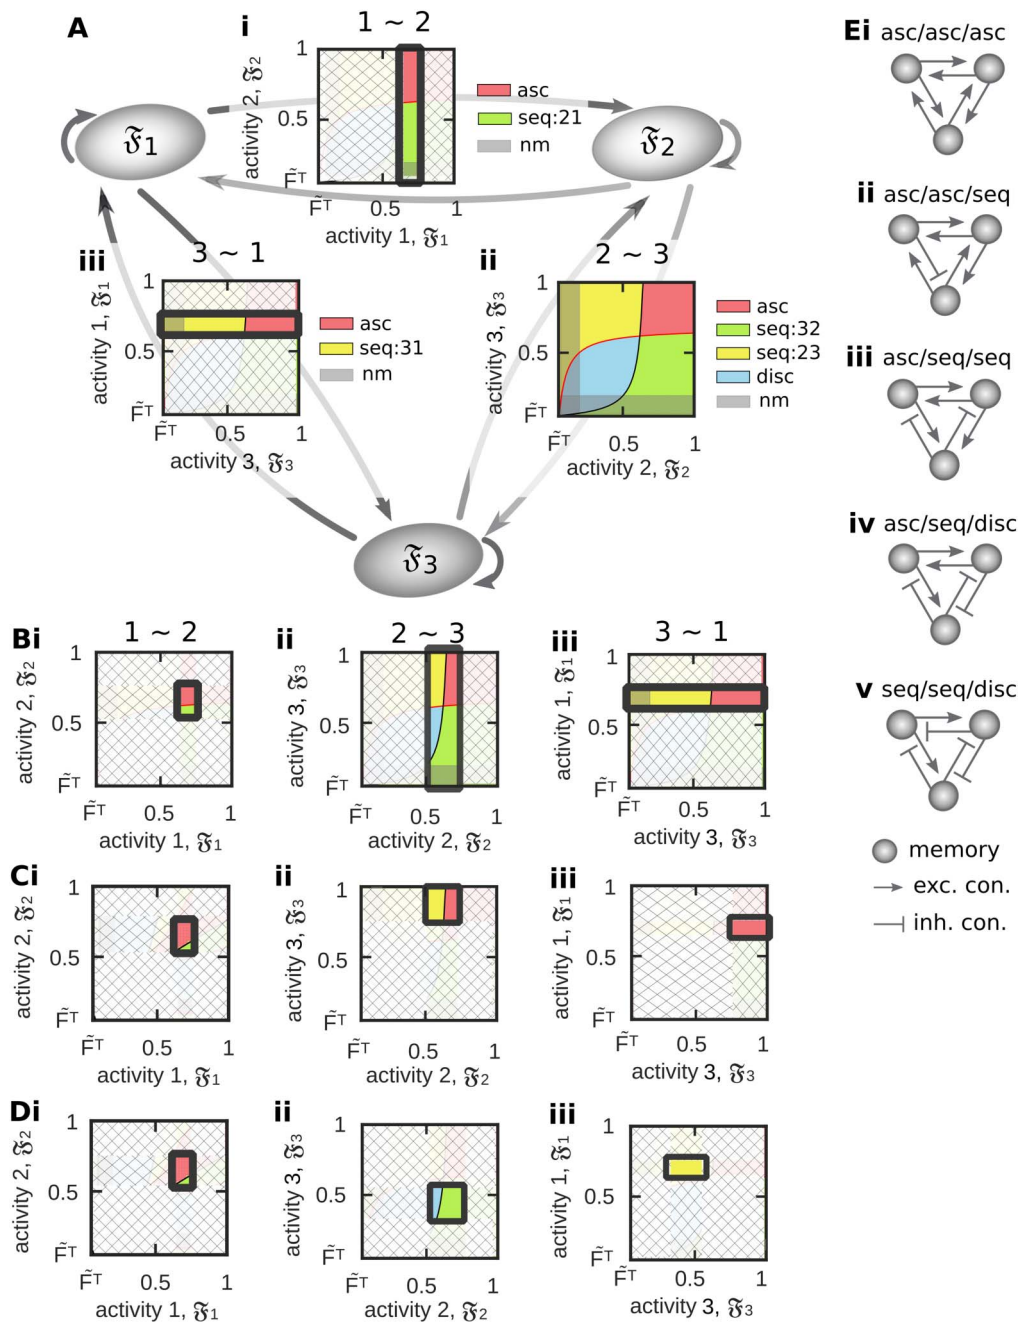 A
i
1 ~ 2
activity 2, 𝔉2
1
0.5
F̃ᵀ
F̃ᵀ
0.5
1
activity 1, 𝔉1
asc
seq:21
nm
𝔉1
𝔉2
iii
3 ~ 1
activity 1, 𝔉1
1
0.5
F̃ᵀ
F̃ᵀ
0.5
1
activity 3, 𝔉3
asc
seq:31
nm
ii
2 ~ 3
activity 3, 𝔉3
1
0.5
F̃ᵀ
F̃ᵀ
0.5
1
activity 2, 𝔉2
asc
seq:32
seq:23
disc
nm
𝔉3
Bi
1 ~ 2
activity 2, 𝔉2
1
0.5
F̃ᵀ
F̃ᵀ
0.5
1
activity 1, 𝔉1
ii
2 ~ 3
activity 3, 𝔉3
1
0.5
F̃ᵀ
F̃ᵀ
0.5
1
activity 2, 𝔉2
iii
3 ~ 1
activity 1, 𝔉1
1
0.5
F̃ᵀ
F̃ᵀ
0.5
1
activity 3, 𝔉3
Ci
activity 2, 𝔉2
1
0.5
F̃ᵀ
F̃ᵀ
0.5
1
activity 1, 𝔉1
ii
activity 3, 𝔉3
1
0.5
F̃ᵀ
F̃ᵀ
0.5
1
activity 2, 𝔉2
iii
activity 1, 𝔉1
1
0.5
F̃ᵀ
F̃ᵀ
0.5
1
activity 3, 𝔉3
Di
activity 2, 𝔉2
1
0.5
F̃ᵀ
F̃ᵀ
0.5
1
activity 1, 𝔉1
ii
activity 3, 𝔉3
1
0.5
F̃ᵀ
F̃ᵀ
0.5
1
activity 2, 𝔉2
iii
activity 1, 𝔉1
1
0.5
F̃ᵀ
F̃ᵀ
0.5
1
activity 3, 𝔉3
Ei asc/asc/asc
ii asc/asc/seq
iii asc/seq/seq
iv asc/seq/disc
v seq/seq/disc
memory
exc. con.
inh. con.